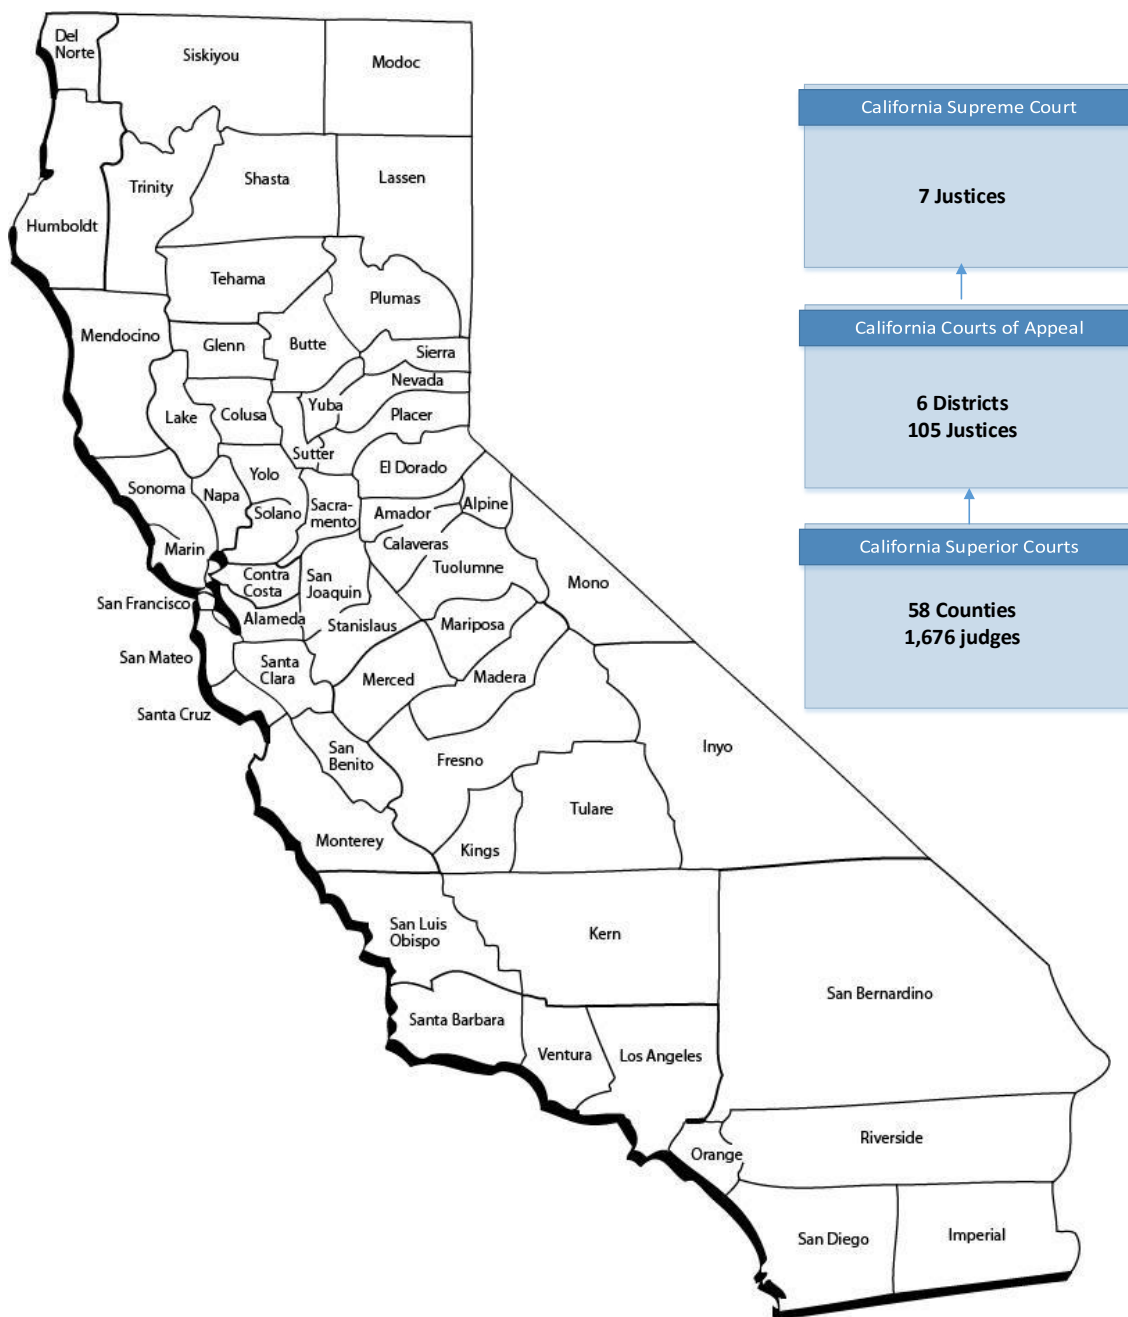 Del
Norte
Siskiyou
Modoc
California Supreme Court
7 Justices
Trinity
Shasta
Lassen
Humboldt
Tehama
Plumas
California Courts of Appeal
Mendocino
Glenn
Butte
Sierra
Nevada
Yuba
Placer
Lake
Colusa
6 Districts
105 Justices
Sutter
El Dorado
Yolo
Sonoma
Napa
Solano
Sacra-
mento
Amador
Alpine
Calaveras
Marin
Tuolumne
California Superior Courts
Contra
Costa
San
Joaquin
Mono
San Francisco
Alameda
Stanislaus
Mariposa
58 Counties
1,676 judges
San Mateo
Santa
Clara
Merced
Madera
Santa Cruz
San
Benito
Fresno
Inyo
Tulare
Monterey
Kings
San Luis
Obispo
Kern
San Bernardino
Santa Barbara
Ventura
Los Angeles
Orange
Riverside
San Diego
Imperial